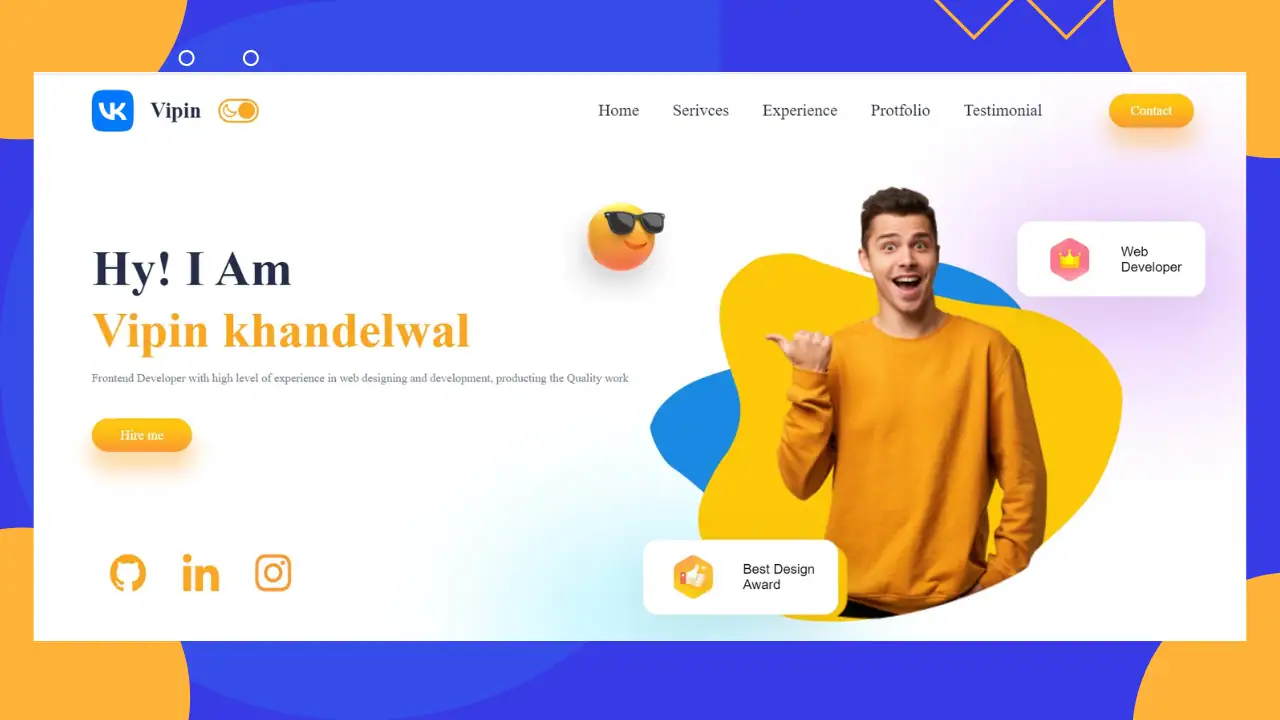 VK Vipin
Home Serivces Experience Protfolio Testimonial Contact
Hy! I Am
Vipin khandelwal
Frontend Developer with high level of experience in web designing and development, producting the Quality work
Hire me
Web
Developer
Best Design
Award